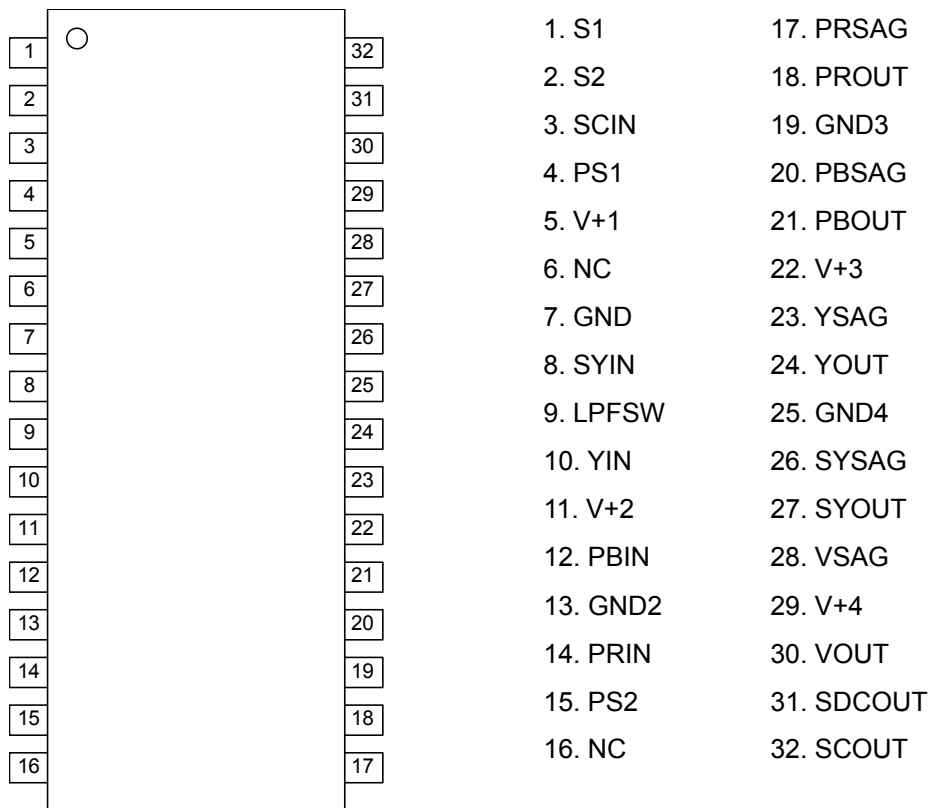 1 32
2 31
3 30
4 29
5 28
6 27
7 26
8 25
9 24
10 23
11 22
12 21
13 20
14 19
15 18
16 17
1. S1
2. S2
3. SCIN
4. PS1
5. V+1
6. NC
7. GND
8. SYIN
9. LPFSW
10. YIN
11. V+2
12. PBIN
13. GND2
14. PRIN
15. PS2
16. NC
17. PRSAG
18. PROUT
19. GND3
20. PBSAG
21. PBOUT
22. V+3
23. YSAG
24. YOUT
25. GND4
26. SYSAG
27. SYOUT
28. VSAG
29. V+4
30. VOUT
31. SDCOUT
32. SCOUT